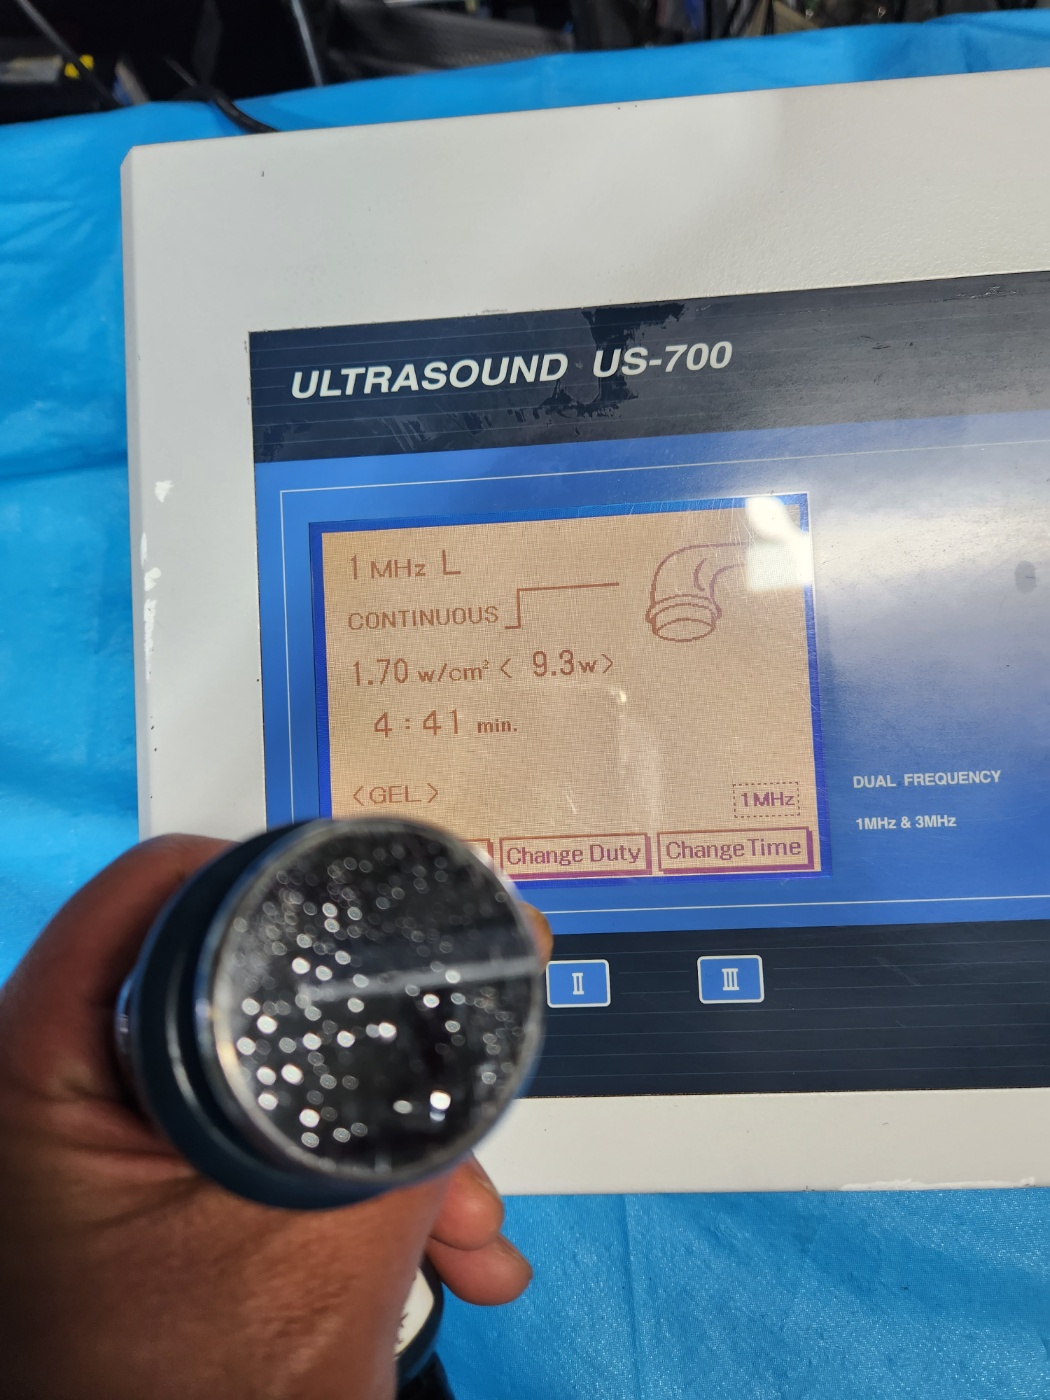 ULTRASOUND US-700
1 MHz L
CONTINUOUS
1.70 w/cm² < 9.3w>
4:41 min.
<GEL>
1MHz
Change Duty
Change Time
DUAL FREQUENCY
1MHz & 3MHz
II
III